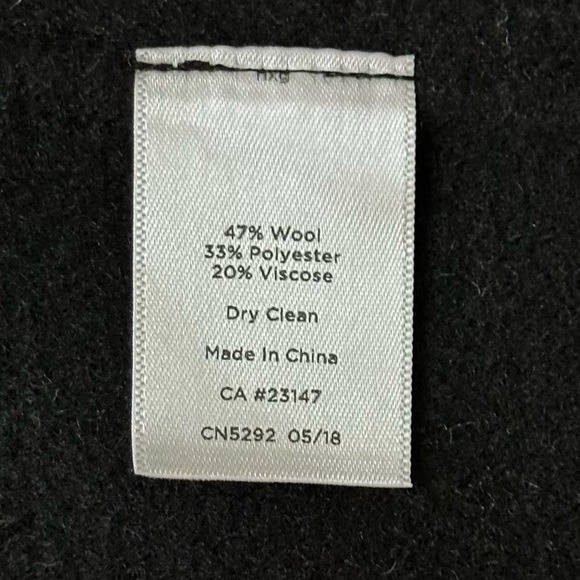 47% Wool
33% Polyester
20% Viscose
Dry Clean
Made In China
CA #23147
CN5292 05/18